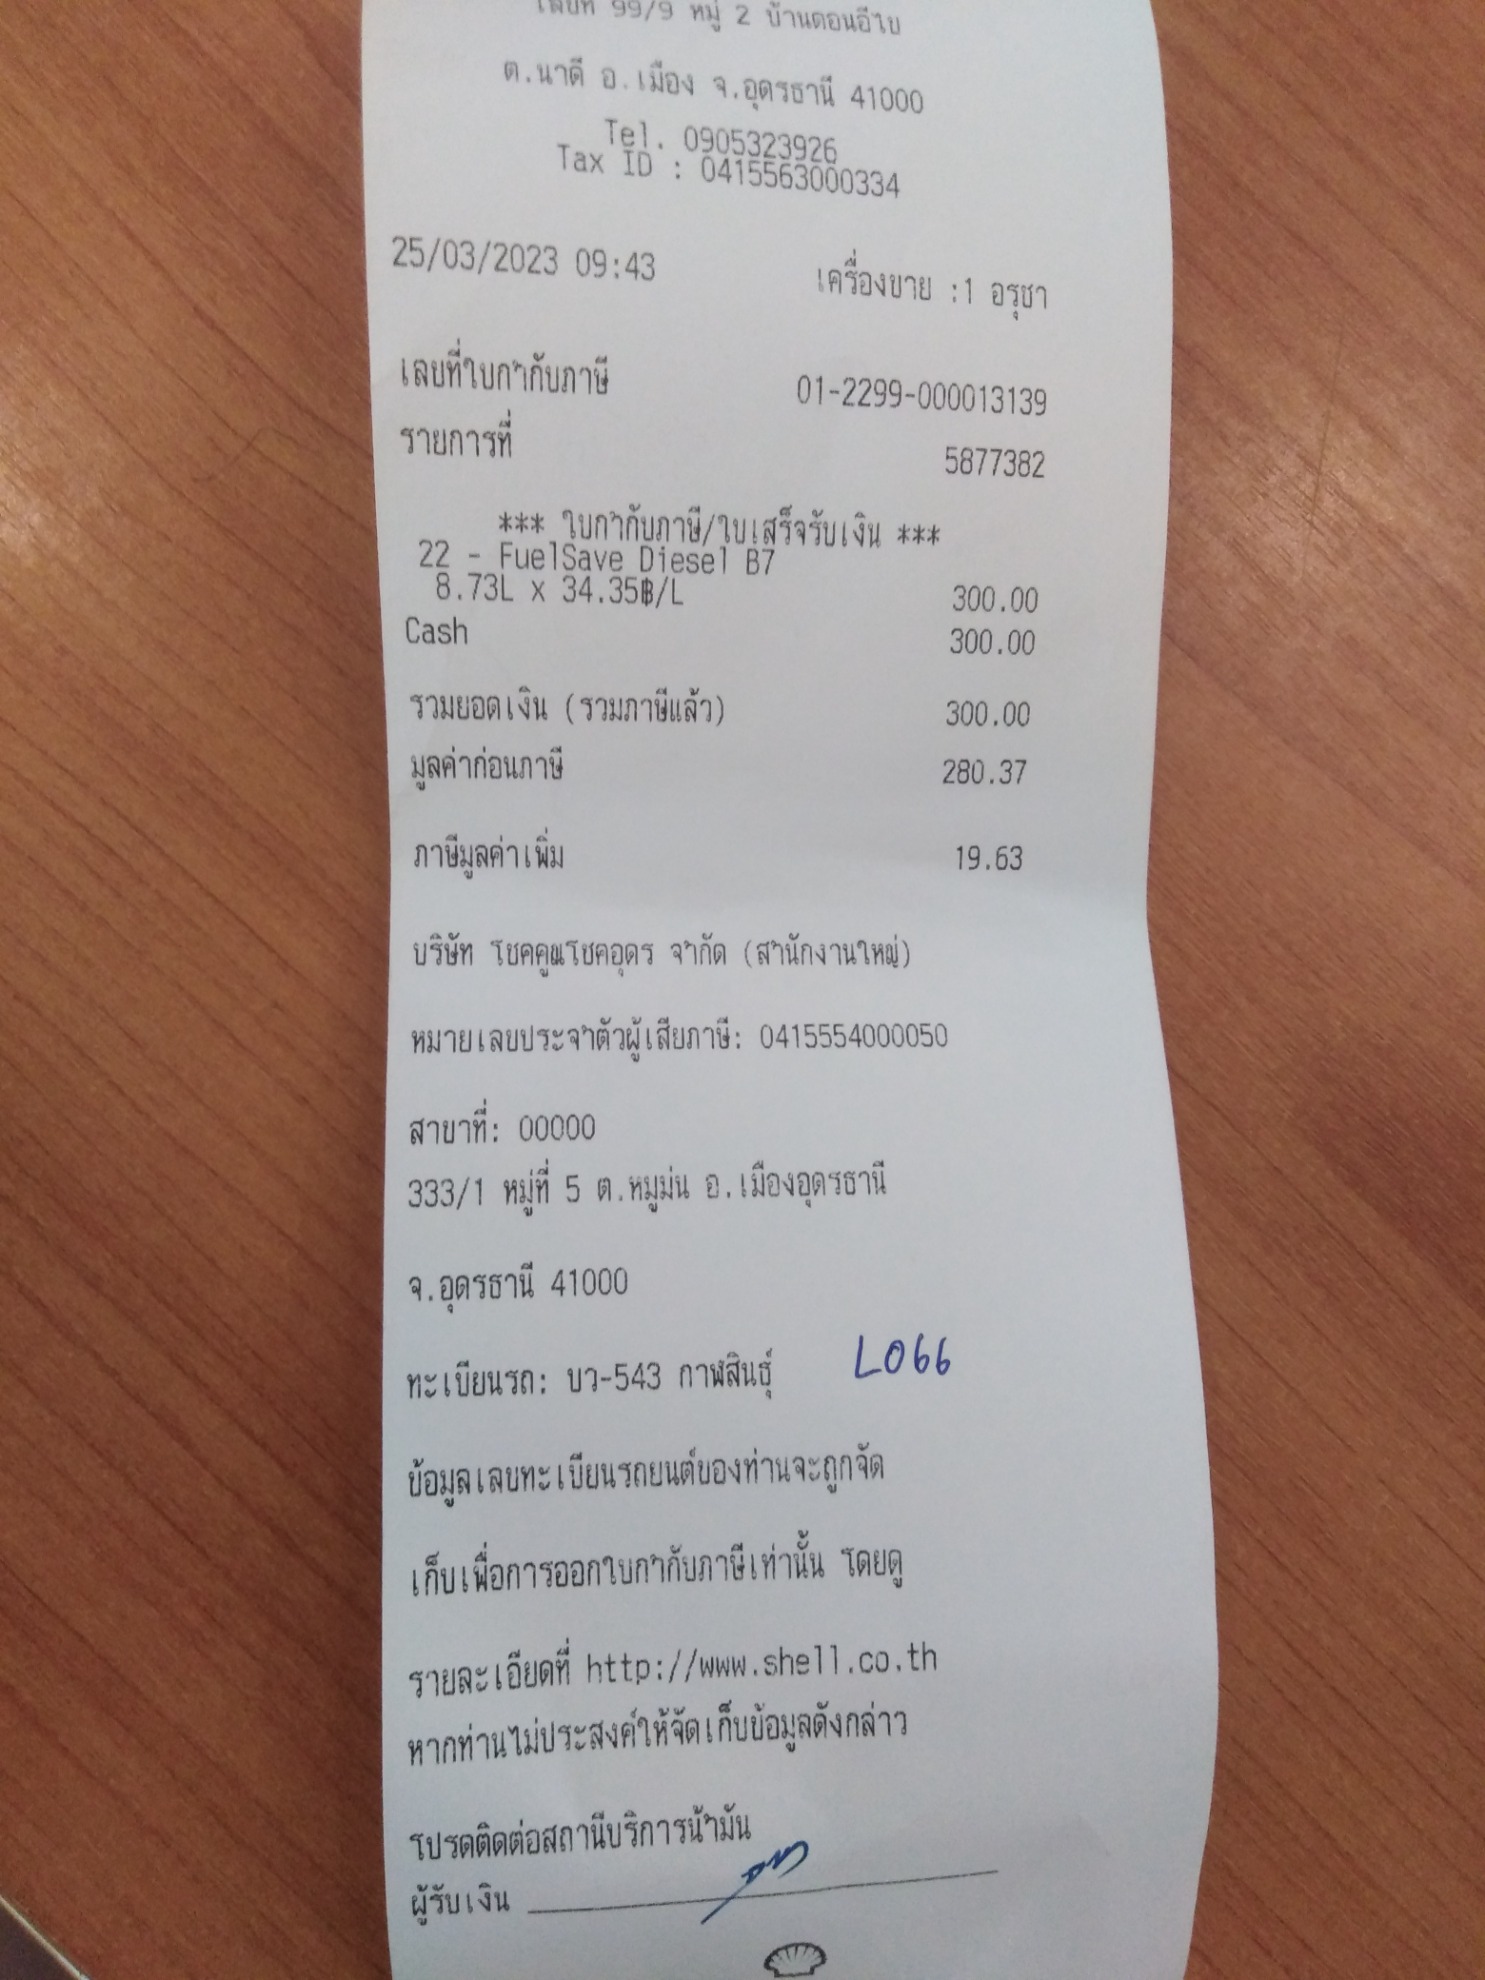 เลขที่ 99/9 หมู่ 2 บ้านดอนอีไข
ต.นาดี อ.เมือง จ.อุดรธานี 41000
Tel. 0905323926
Tax ID : 0415563000334
25/03/2023 09:43 เครื่องขาย :1 อรุชา
เลขที่ใบกำกับภาษี 01-2299-000013139
รายการที่ 5877382
*** ใบกำกับภาษี/ใบเสร็จรับเงิน ***
22 - FuelSave Diesel B7
8.73L x 34.35฿/L 300.00
Cash 300.00
รวมยอดเงิน (รวมภาษีแล้ว) 300.00
มูลค่าก่อนภาษี 280.37
ภาษีมูลค่าเพิ่ม 19.63
บริษัท โชคคูณโชคอุดร จำกัด (สำนักงานใหญ่)
หมายเลขประจำตัวผู้เสียภาษี: 0415554000050
สาขาที่: 00000
333/1 หมู่ที่ 5 ต.หมูม่น อ.เมืองอุดรธานี
จ.อุดรธานี 41000
ทะเบียนรถ: บว-543 กาฬสินธุ์ L066
ข้อมูลเลขทะเบียนรถยนต์ของท่านจะถูกจัด
เก็บเพื่อการออกใบกำกับภาษีเท่านั้น โดยดู
รายละเอียดที่ http://www.shell.co.th
หากท่านไม่ประสงค์ให้จัดเก็บข้อมูลดังกล่าว
โปรดติดต่อสถานีบริการน้ำมัน
ผู้รับเงิน